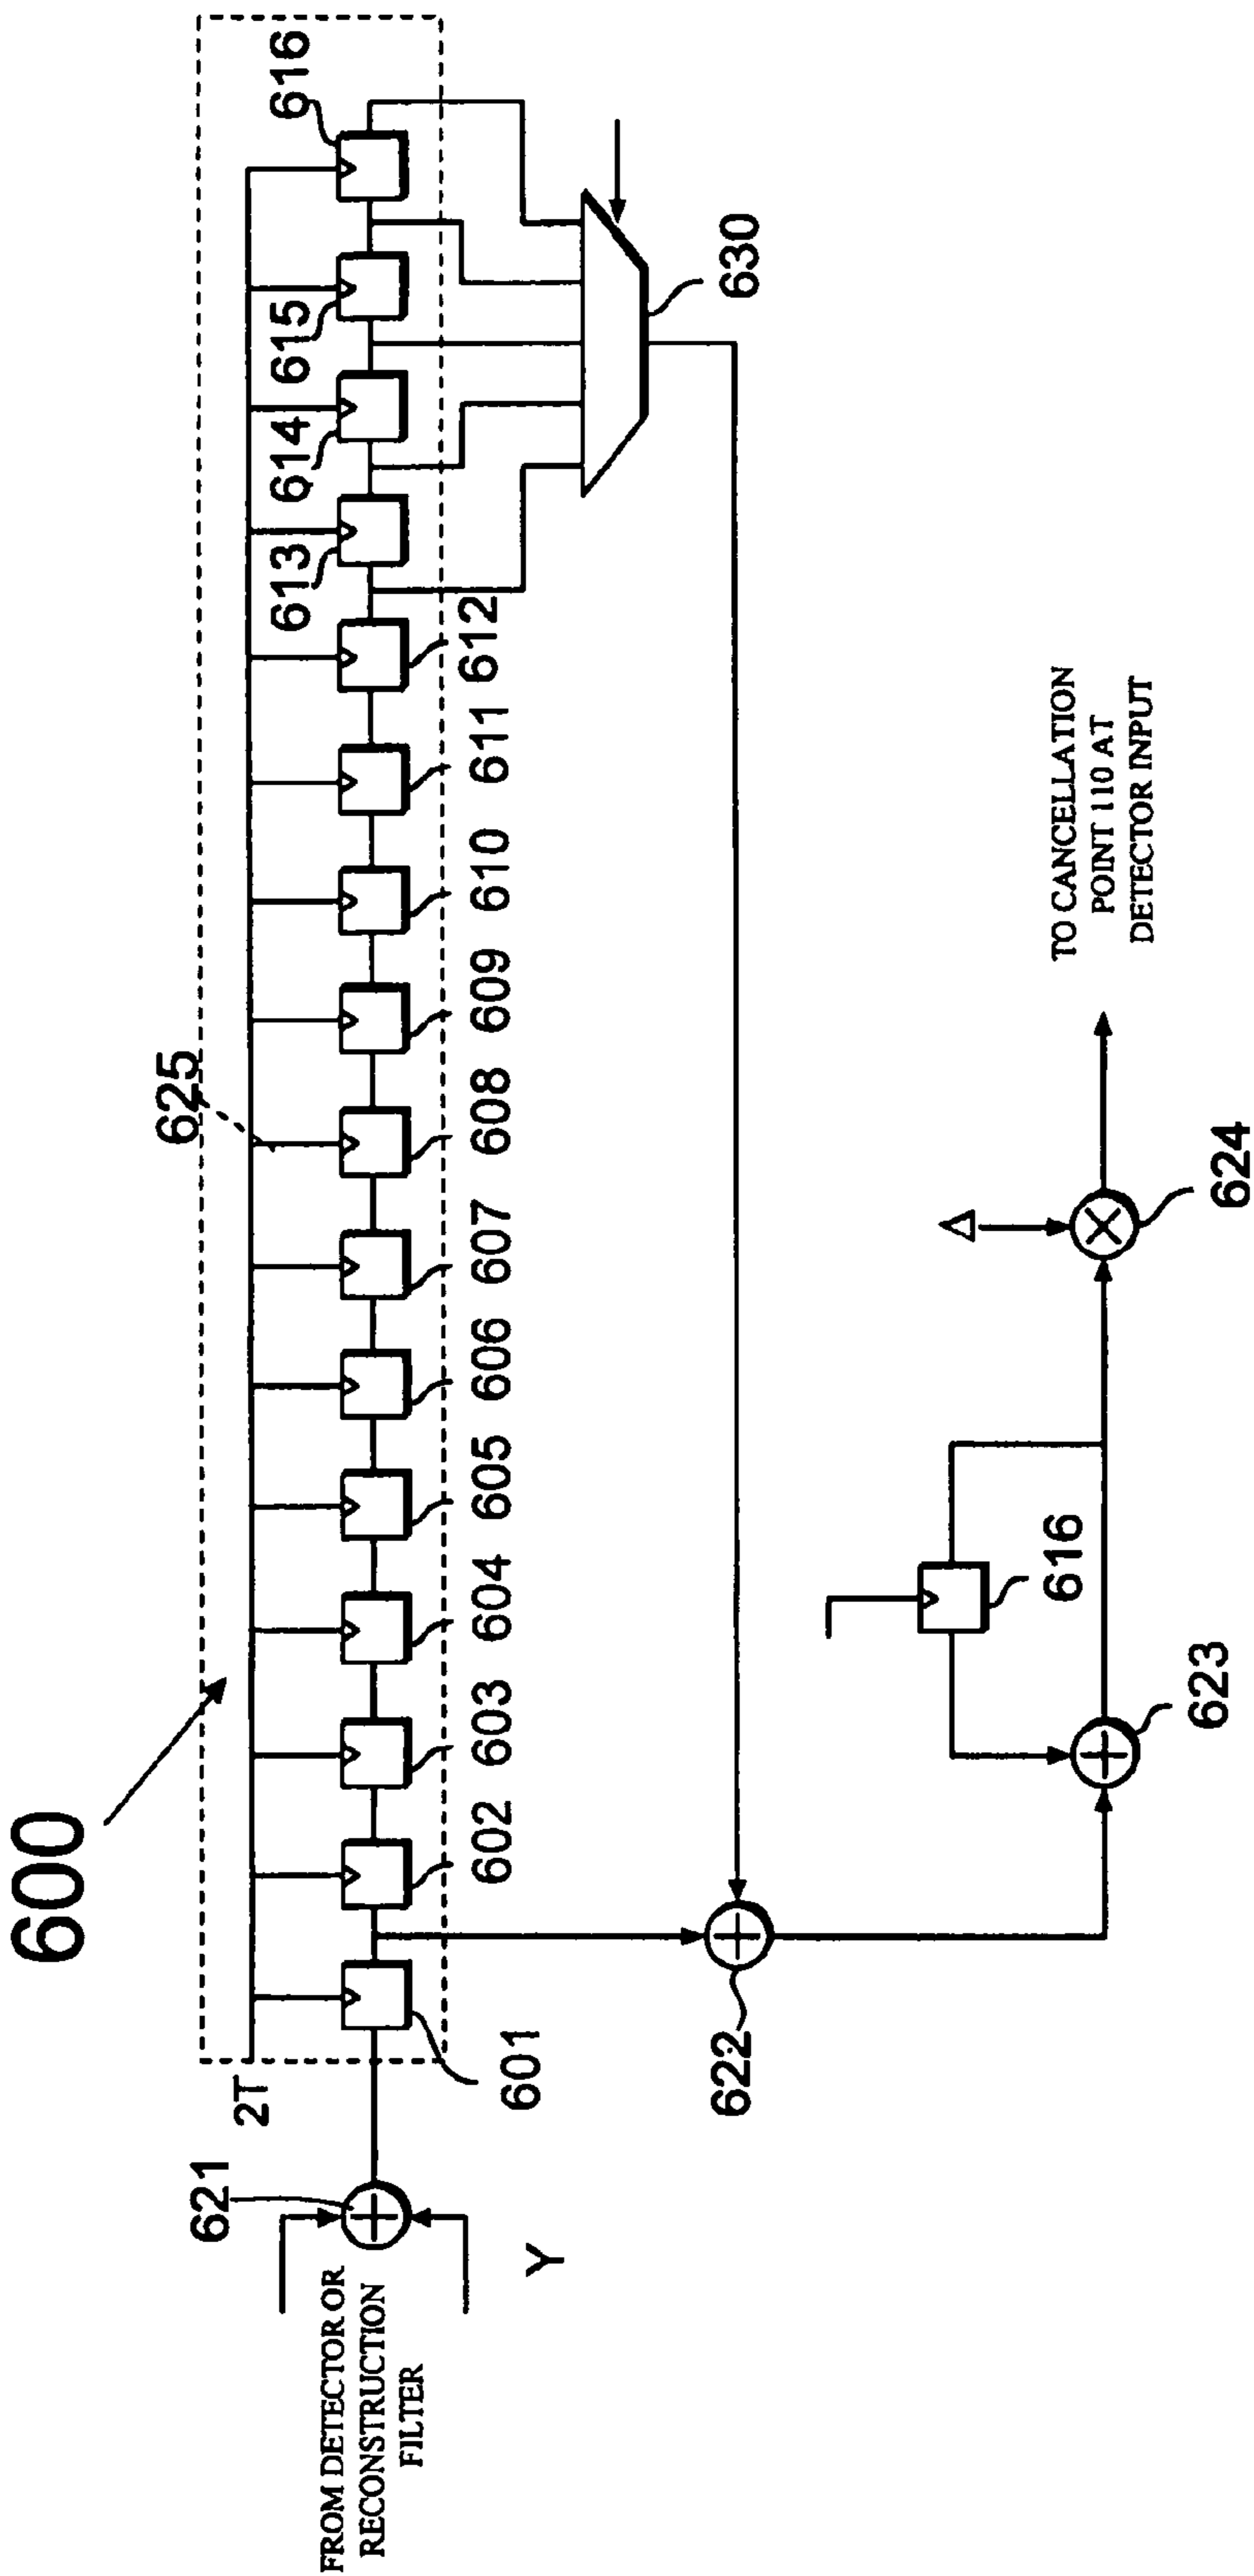 600
625
2T
621
FROM DETECTOR OR
RECONSTRUCTION
FILTER
Y
601
602
603
604
605
606
607
608
609
610
611
612
613
614
615
616
630
622
623
616
Δ
624
TO CANCELLATION
POINT 110 AT
DETECTOR INPUT